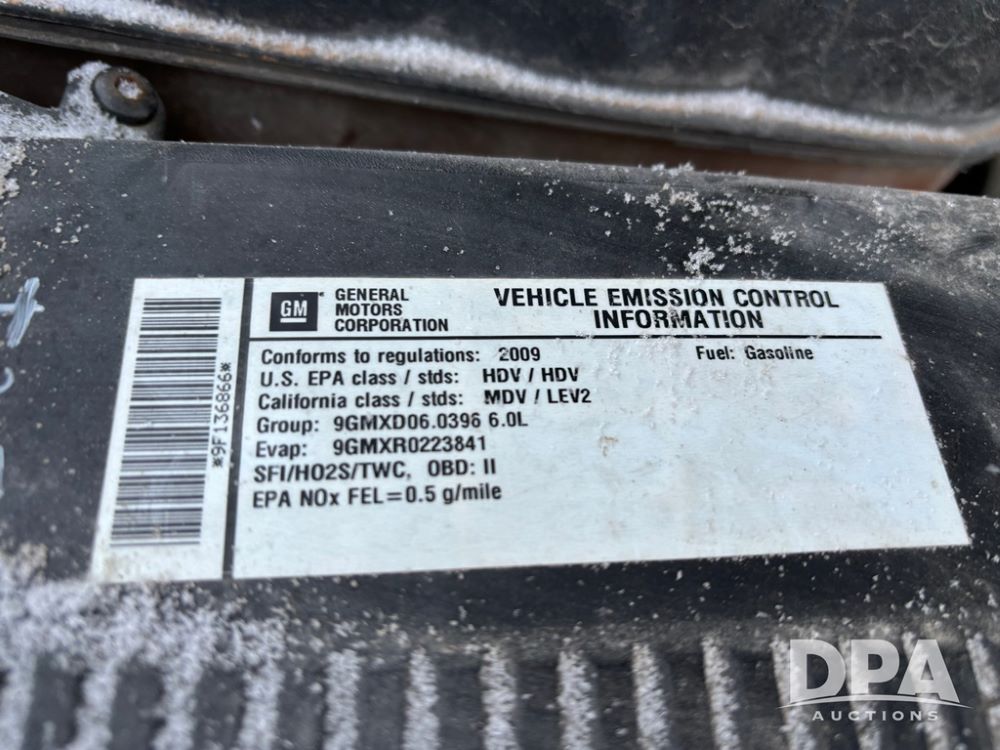 GM
GENERAL
MOTORS
CORPORATION
VEHICLE EMISSION CONTROL
INFORMATION
Conforms to regulations: 2009 Fuel: Gasoline
U.S. EPA class / stds: HDV / HDV
California class / stds: MDV / LEV2
Group: 9GMXD06.0396 6.0L
Evap: 9GMXR0223841
SFI/HO2S/TWC, OBD: II
EPA NOx FEL=0.5 g/mile
*9F136866*
DPA
AUCTIONS